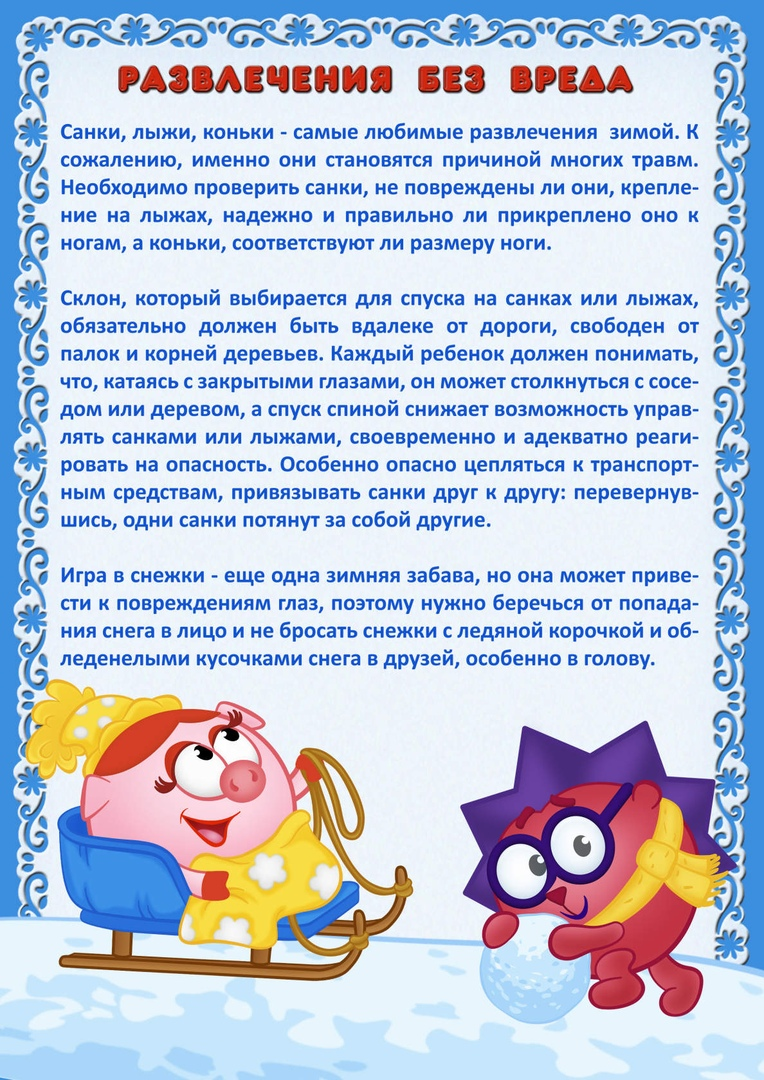 РАЗВЛЕЧЕНИЯ БЕЗ ВРЕДА
Санки, лыжи, коньки - самые любимые развлечения зимой. К
сожалению, именно они становятся причиной многих травм.
Необходимо проверить санки, не повреждены ли они, крепле-
ние на лыжах, надежно и правильно ли прикреплено оно к
ногам, а коньки, соответствуют ли размеру ноги.
Склон, который выбирается для спуска на санках или лыжах,
обязательно должен быть вдалеке от дороги, свободен от
палок и корней деревьев. Каждый ребенок должен понимать,
что, катаясь с закрытыми глазами, он может столкнуться с сосе-
дом или деревом, а спуск спиной снижает возможность управ-
лять санками или лыжами, своевременно и адекватно реаги-
ровать на опасность. Особенно опасно цепляться к транспорт-
ным средствам, привязывать санки друг к другу: перевернув-
шись, одни санки потянут за собой другие.
Игра в снежки - еще одна зимняя забава, но она может приве-
сти к повреждениям глаз, поэтому нужно беречься от попада-
ния снега в лицо и не бросать снежки с ледяной корочкой и об-
леденелыми кусочками снега в друзей, особенно в голову.